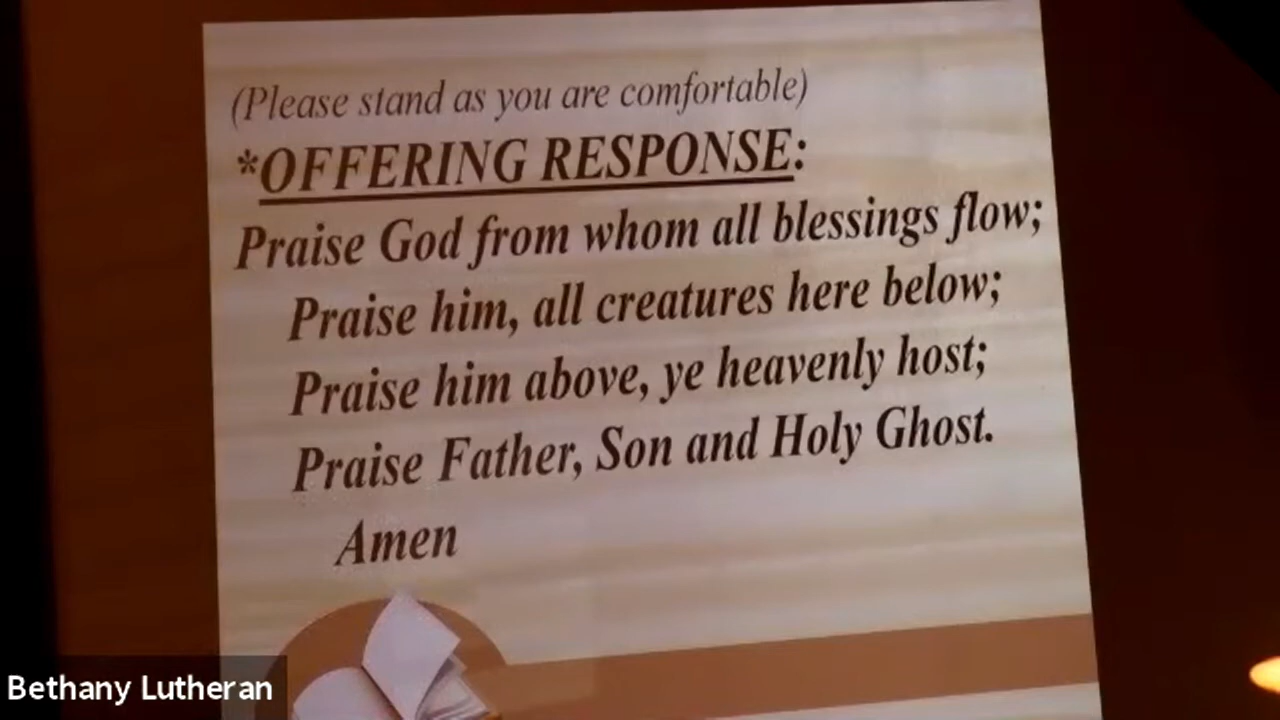 (Please stand as you are comfortable)
*OFFERING RESPONSE:
Praise God from whom all blessings flow;
Praise him, all creatures here below;
Praise him above, ye heavenly host;
Praise Father, Son and Holy Ghost.
Amen
Bethany Lutheran